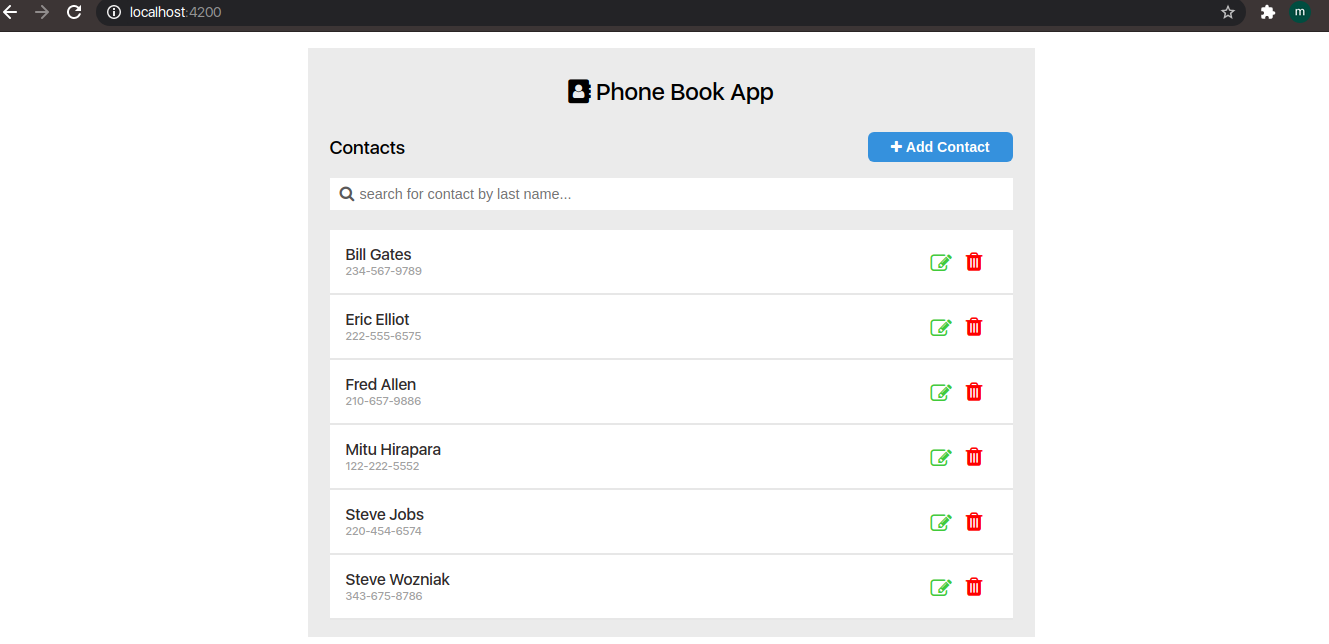 localhost:4200
m
Phone Book App
Contacts
Add Contact
search for contact by last name...
Bill Gates
234-567-9789
Eric Elliot
222-555-6575
Fred Allen
210-657-9886
Mitu Hirapara
122-222-5552
Steve Jobs
220-454-6574
Steve Wozniak
343-675-8786